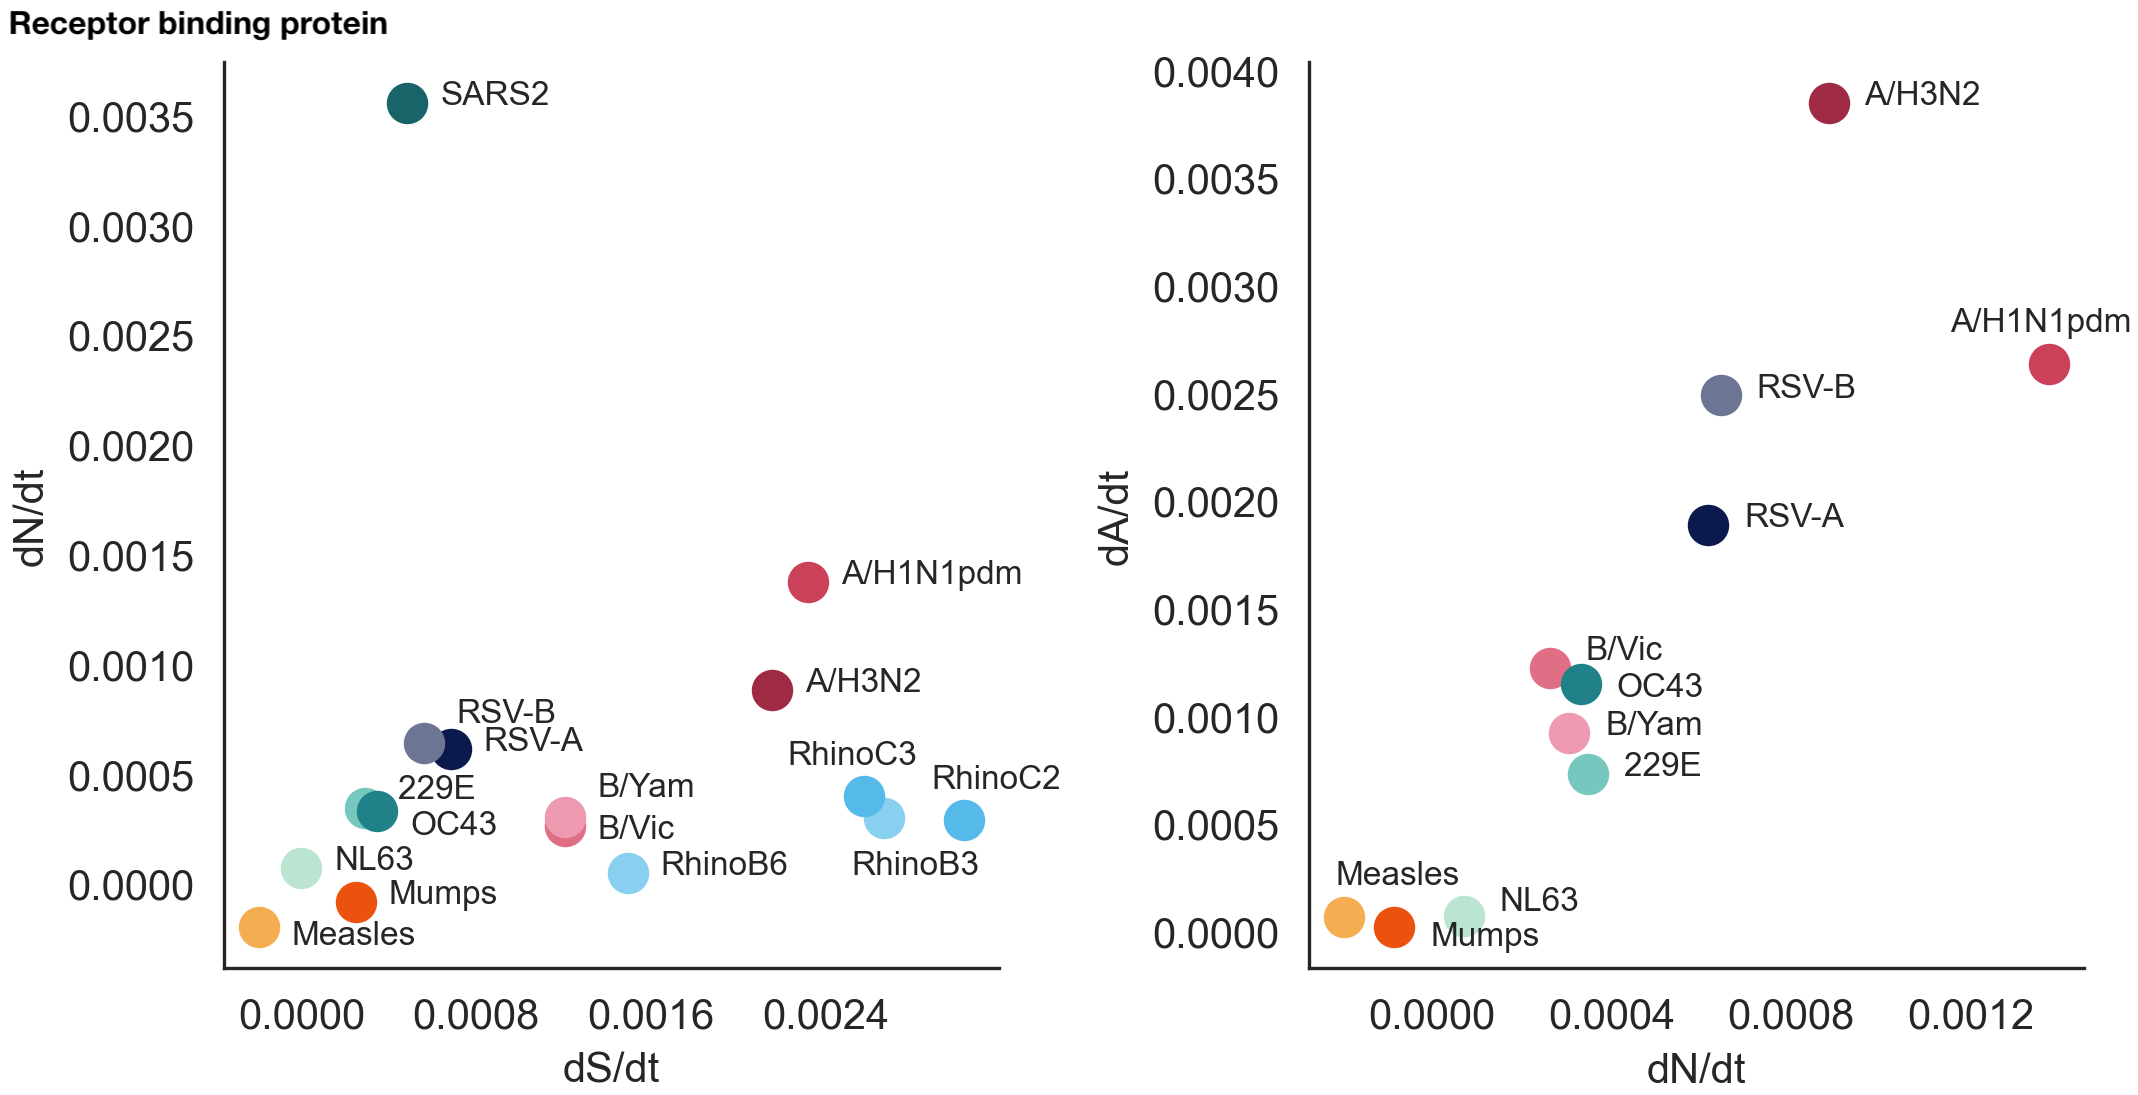 Receptor binding protein
dN/dt
0.0035
0.0030
0.0025
0.0020
0.0015
0.0010
0.0005
0.0000
SARS2
A/H1N1pdm
A/H3N2
RSV-B
RSV-A
RhinoC3
RhinoC2
229E
B/Yam
OC43
B/Vic
NL63
RhinoB6
RhinoB3
Mumps
Measles
0.0000
0.0008
0.0016
0.0024
dS/dt
dA/dt
0.0040
0.0035
0.0030
0.0025
0.0020
0.0015
0.0010
0.0005
0.0000
A/H3N2
A/H1N1pdm
RSV-B
RSV-A
B/Vic
OC43
B/Yam
229E
Measles
NL63
Mumps
0.0000
0.0004
0.0008
0.0012
dN/dt